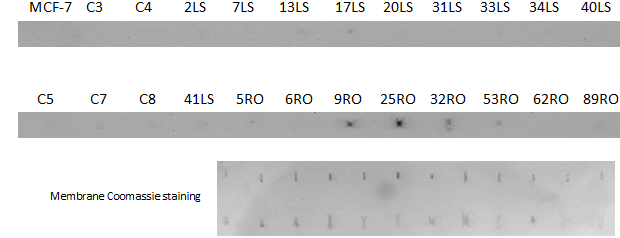 MCF-7 C3 C4 2LS 7LS 13LS 17LS 20LS 31LS 33LS 34LS 40LS
C5 C7 C8 41LS 5RO 6RO 9RO 25RO 32RO 53RO 62RO 89RO
Membrane Coomassie staining